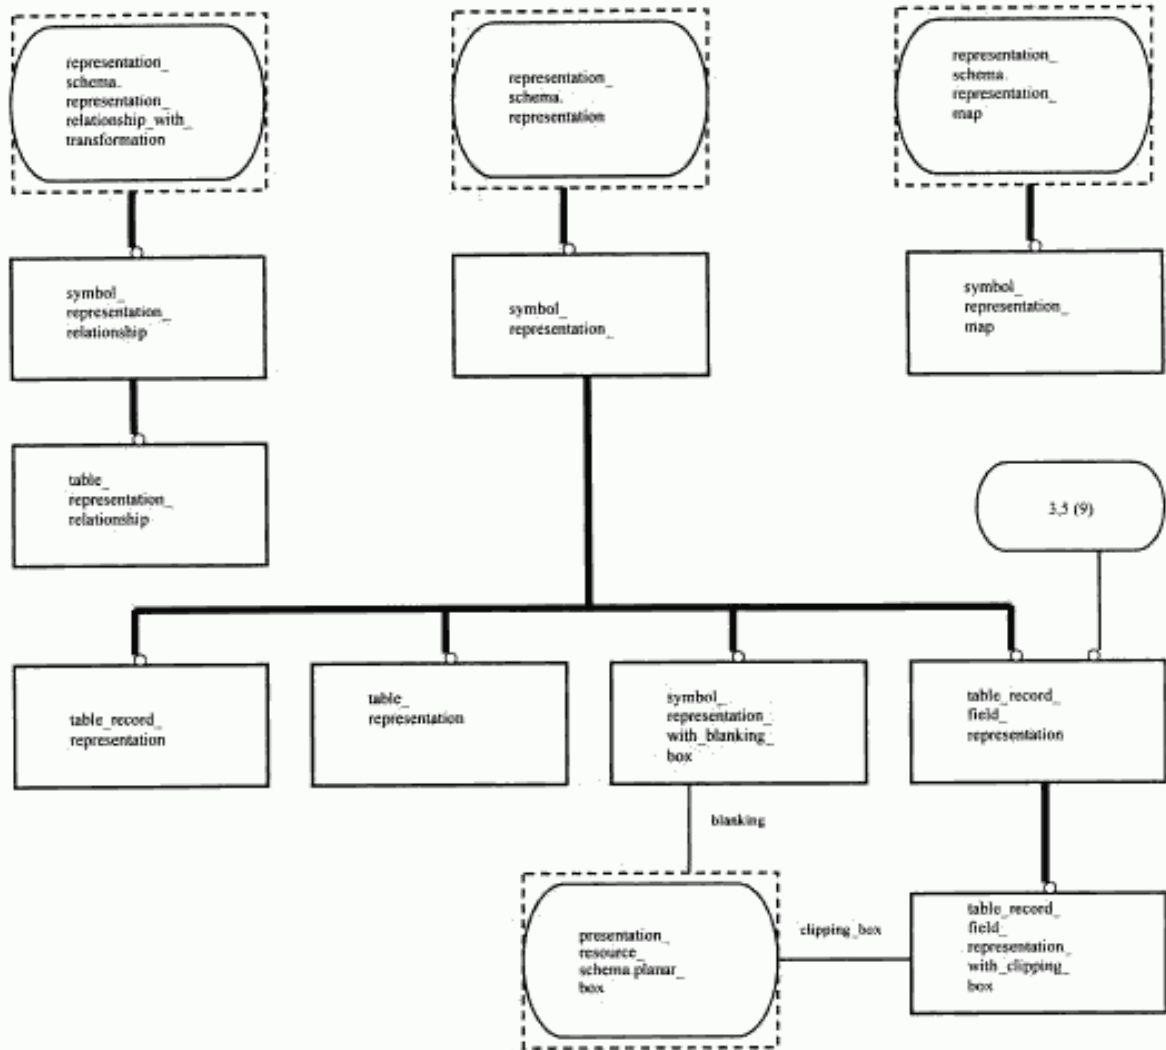 representation_
schema.
representation_
relationship_with_
transformation
representation_
schema.
representation
representation_
schema.
representation_
map
symbol_
representation_
relationship
symbol_
representation_
symbol_
representation_
map
table_
representation_
relationship
3,5 (9)
table_record_
representation
table_
representation
symbol_
representation_
with_blanking_
box
table_record_
field_
representation
blanking
presentation_
resource_
schema.planar_
box
clipping_box
table_record_
field_
representation_
with_clipping_
box